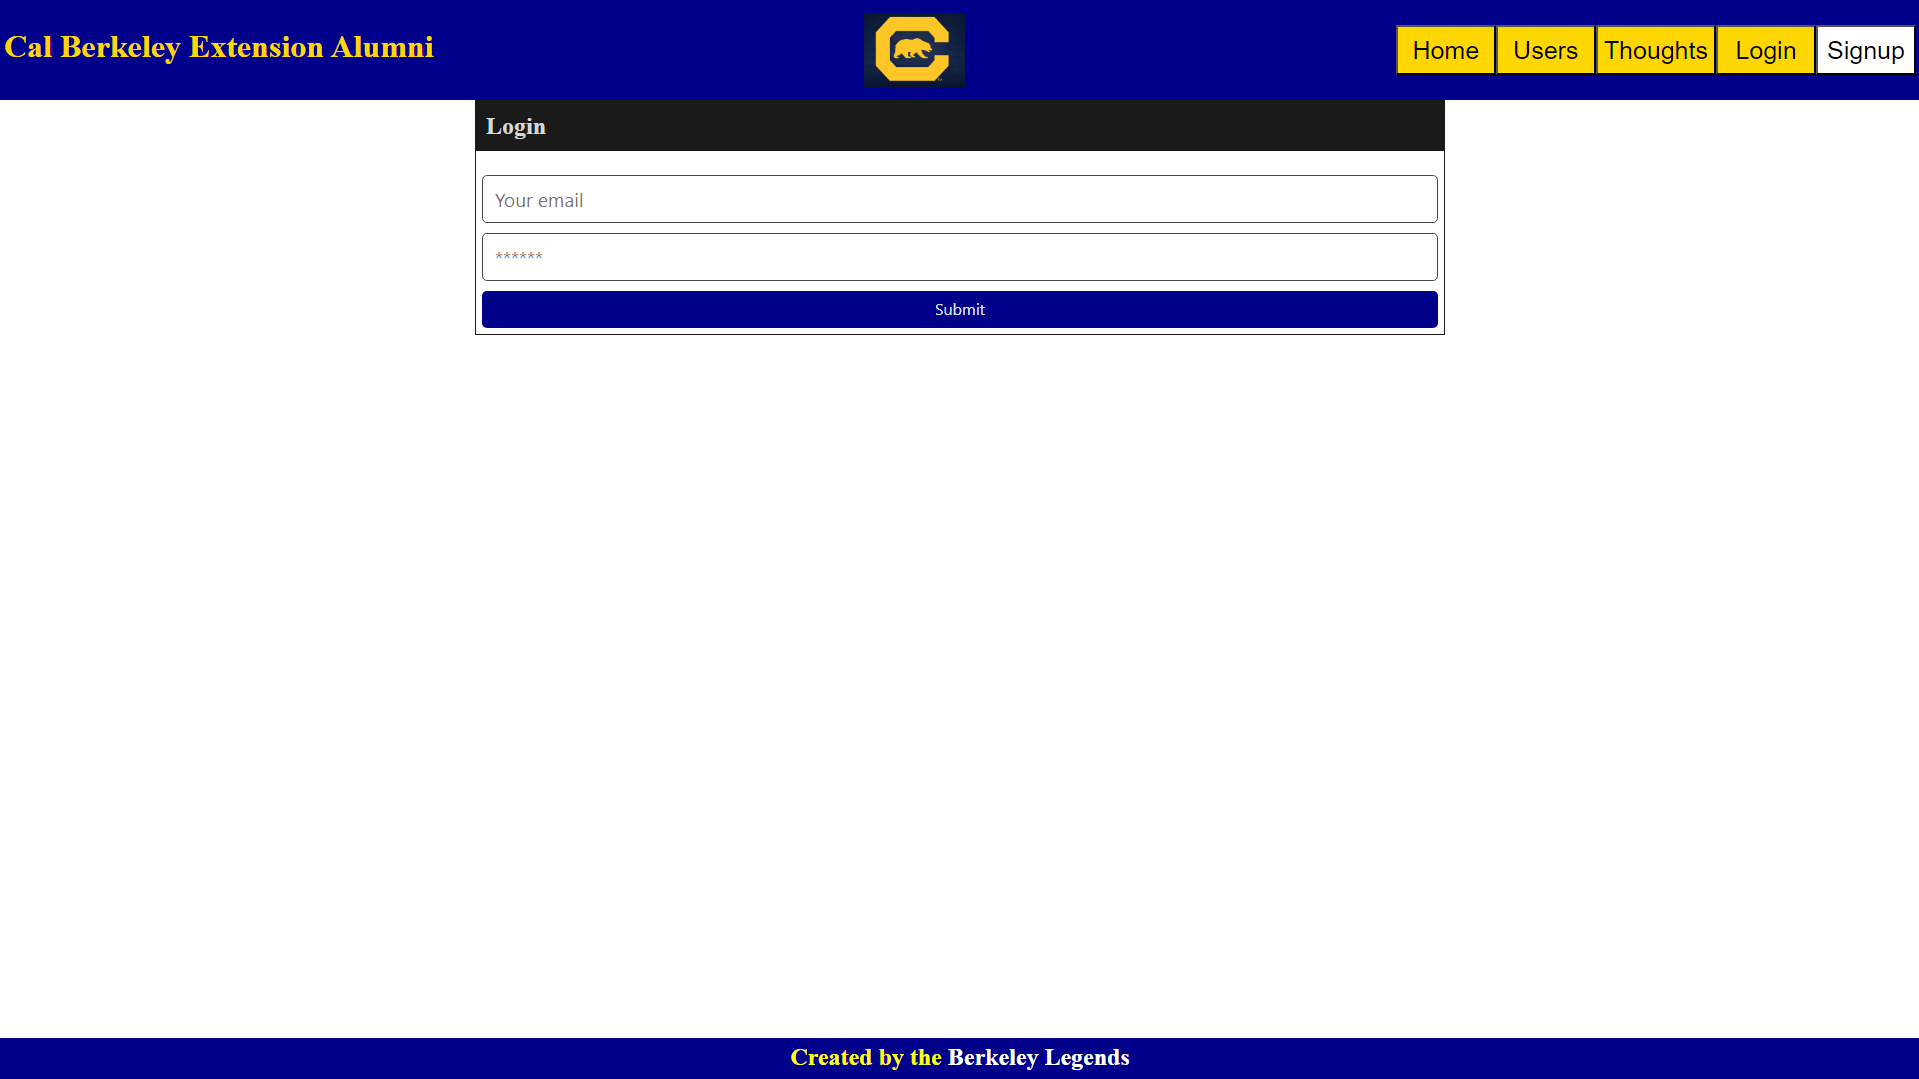 Cal Berkeley Extension Alumni
Home Users Thoughts Login Signup
Login
Your email
******
Submit
Created by the Berkeley Legends